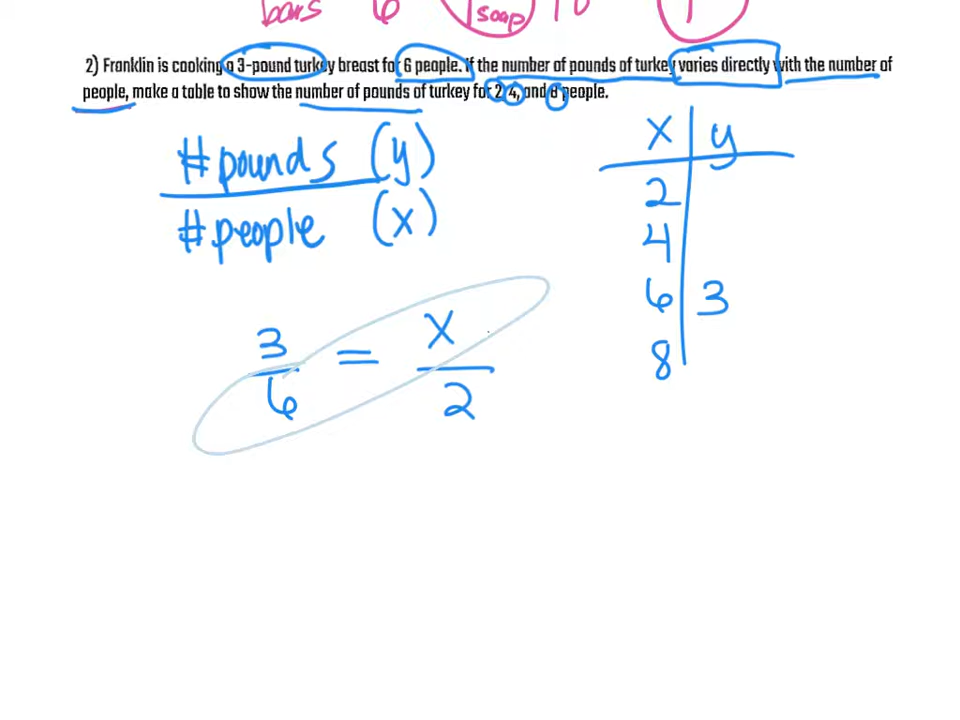 bars 6 1 soap 10 1
2) Franklin is cooking a 3-pound turkey breast for 6 people. If the number of pounds of turkey varies directly with the number of
people, make a table to show the number of pounds of turkey for 2, 4, and 8 people.
# pounds (y)
# people (x)
x y
2
4
6 3
8
3 = x
6 2